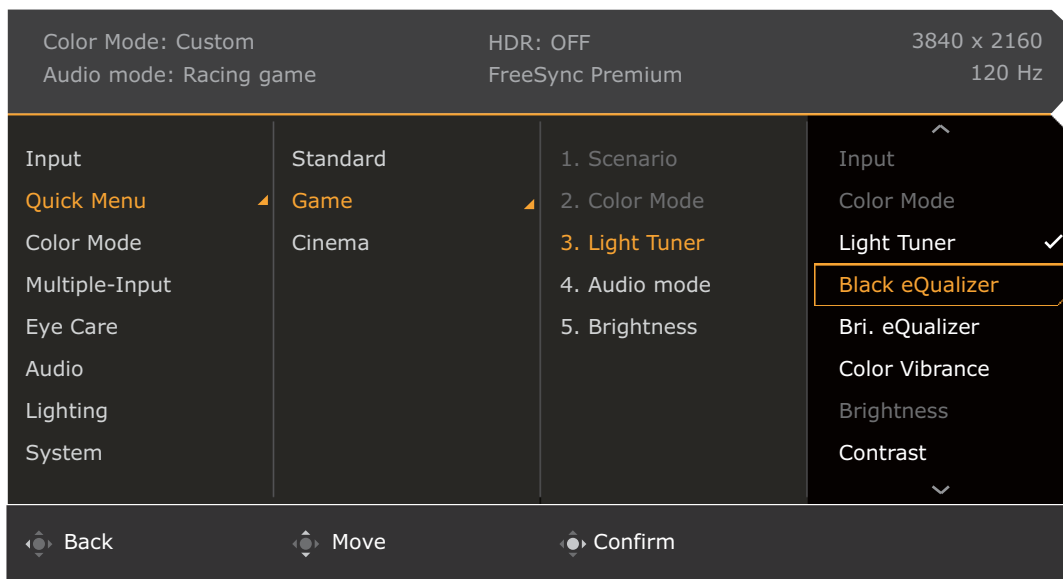 Color Mode: Custom
HDR: OFF
3840 x 2160
Audio mode: Racing game
FreeSync Premium
120 Hz
Input
Quick Menu
Color Mode
Multiple-Input
Eye Care
Audio
Lighting
System
Standard
Game
Cinema
1. Scenario
2. Color Mode
3. Light Tuner
4. Audio mode
5. Brightness
Input
Color Mode
Light Tuner
Black eQualizer
Bri. eQualizer
Color Vibrance
Brightness
Contrast
Back
Move
Confirm